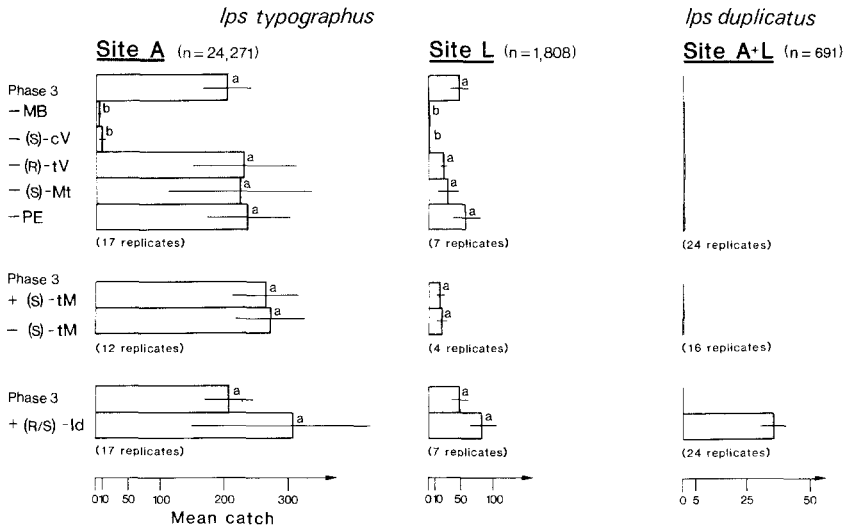 Ips typographus
Ips duplicatus
Site A (n=24,271)
Site L (n=1,808)
Site A+L (n=691)
Phase 3 a a
-MB b b
-(S)-cV b b
-(R)-tV a a
-(S)-Mt a a
-PE a a
(17 replicates) (7 replicates) (24 replicates)
Phase 3
+ (S)-tM a a
- (S)-tM a a
(12 replicates) (4 replicates) (16 replicates)
Phase 3 a a
+ (R/S)-Id a a
(17 replicates) (7 replicates) (24 replicates)
0 10 50 100 200 300 0 10 50 100 0 5 25 50
Mean catch